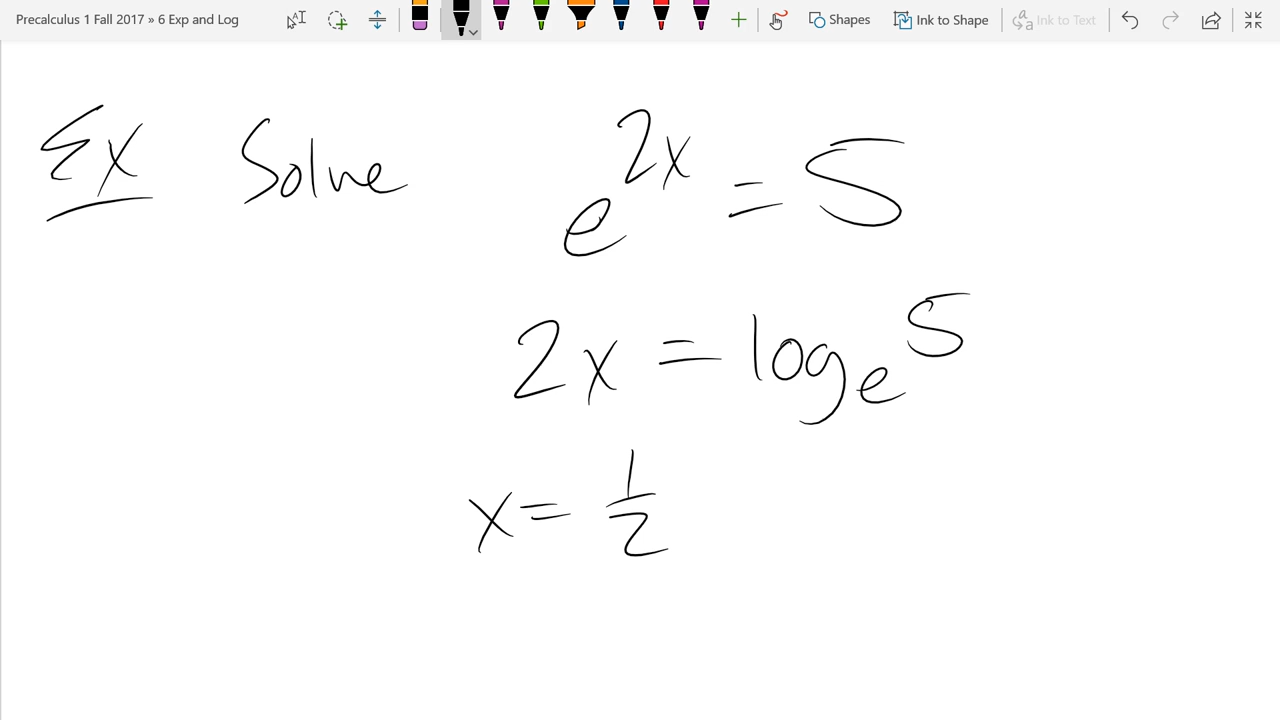 Precalculus 1 Fall 2017 » 6 Exp and Log
Shapes
Ink to Shape
Ink to Text
Ex Solve e^{2x} = 5
2x = log_e 5
x = 1/2